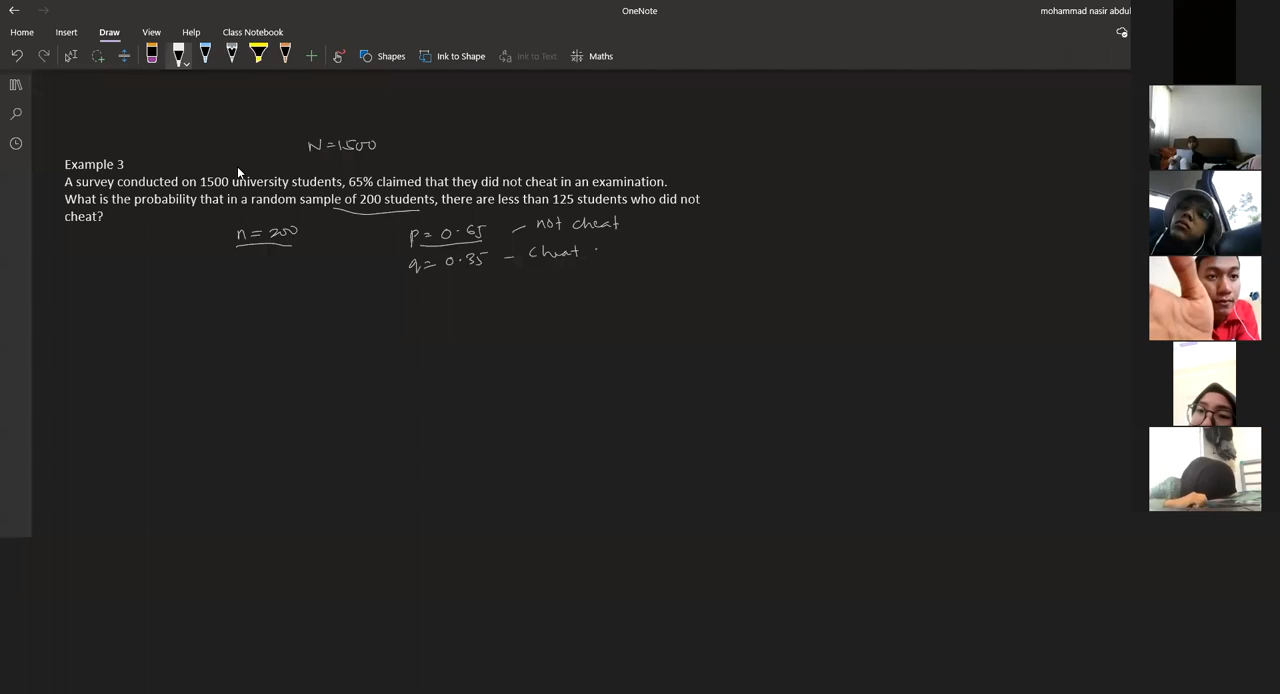 OneNote
mohammad nasir abdul
Home Insert Draw View Help Class Notebook
Shapes Ink to Shape Ink to Text Maths
N = 1500
Example 3
A survey conducted on 1500 university students, 65% claimed that they did not cheat in an examination.
What is the probability that in a random sample of 200 students, there are less than 125 students who did not
cheat?
n = 200
p = 0.65 - not cheat
q = 0.35 - cheat